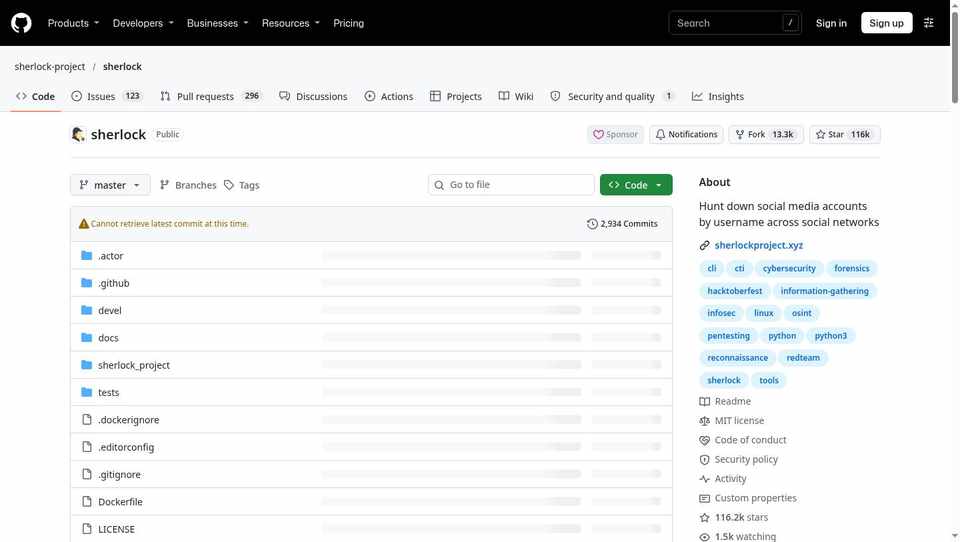 Products Developers Businesses Resources Pricing Search / Sign in Sign up
sherlock-project / sherlock
Code Issues 123 Pull requests 296 Discussions Actions Projects Wiki Security and quality 1 Insights
sherlock Public Sponsor Notifications Fork 13.3k Star 116k
master Branches Tags Go to file Code
Cannot retrieve latest commit at this time. 2,934 Commits
.actor
.github
devel
docs
sherlock_project
tests
.dockerignore
.editorconfig
.gitignore
Dockerfile
LICENSE
About
Hunt down social media accounts
by username across social networks
sherlockproject.xyz
cli cti cybersecurity forensics
hacktoberfest information-gathering
infosec linux osint
pentesting python python3
reconnaissance redteam
sherlock tools
Readme
MIT license
Code of conduct
Security policy
Activity
Custom properties
116.2k stars
1.5k watching